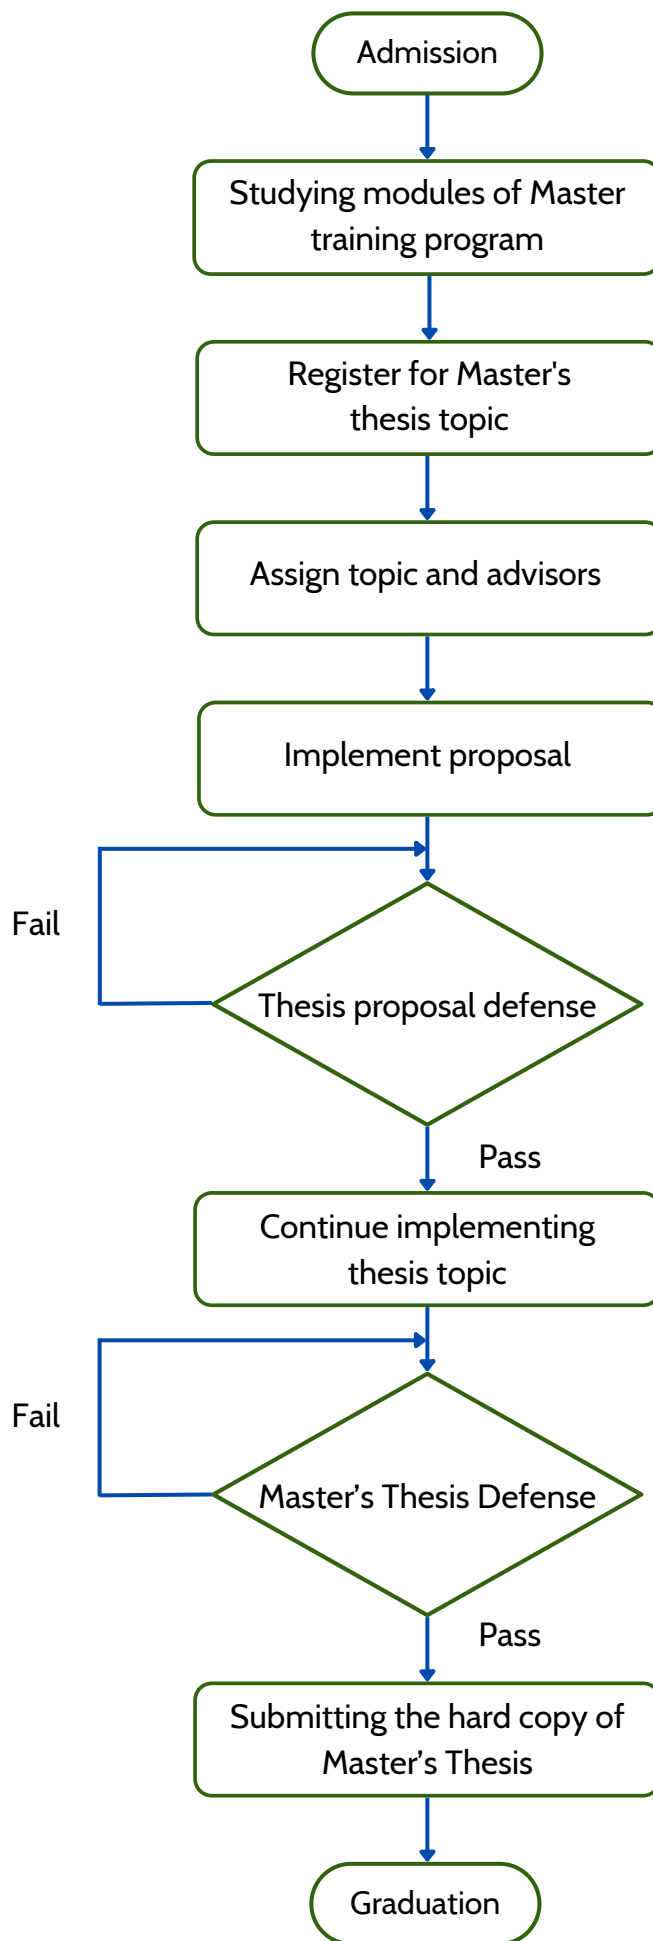 Admission
Studying modules of Master
training program
Register for Master's
thesis topic
Assign topic and advisors
Implement proposal
Fail
Thesis proposal defense
Pass
Continue implementing
thesis topic
Fail
Master’s Thesis Defense
Pass
Submitting the hard copy of
Master’s Thesis
Graduation